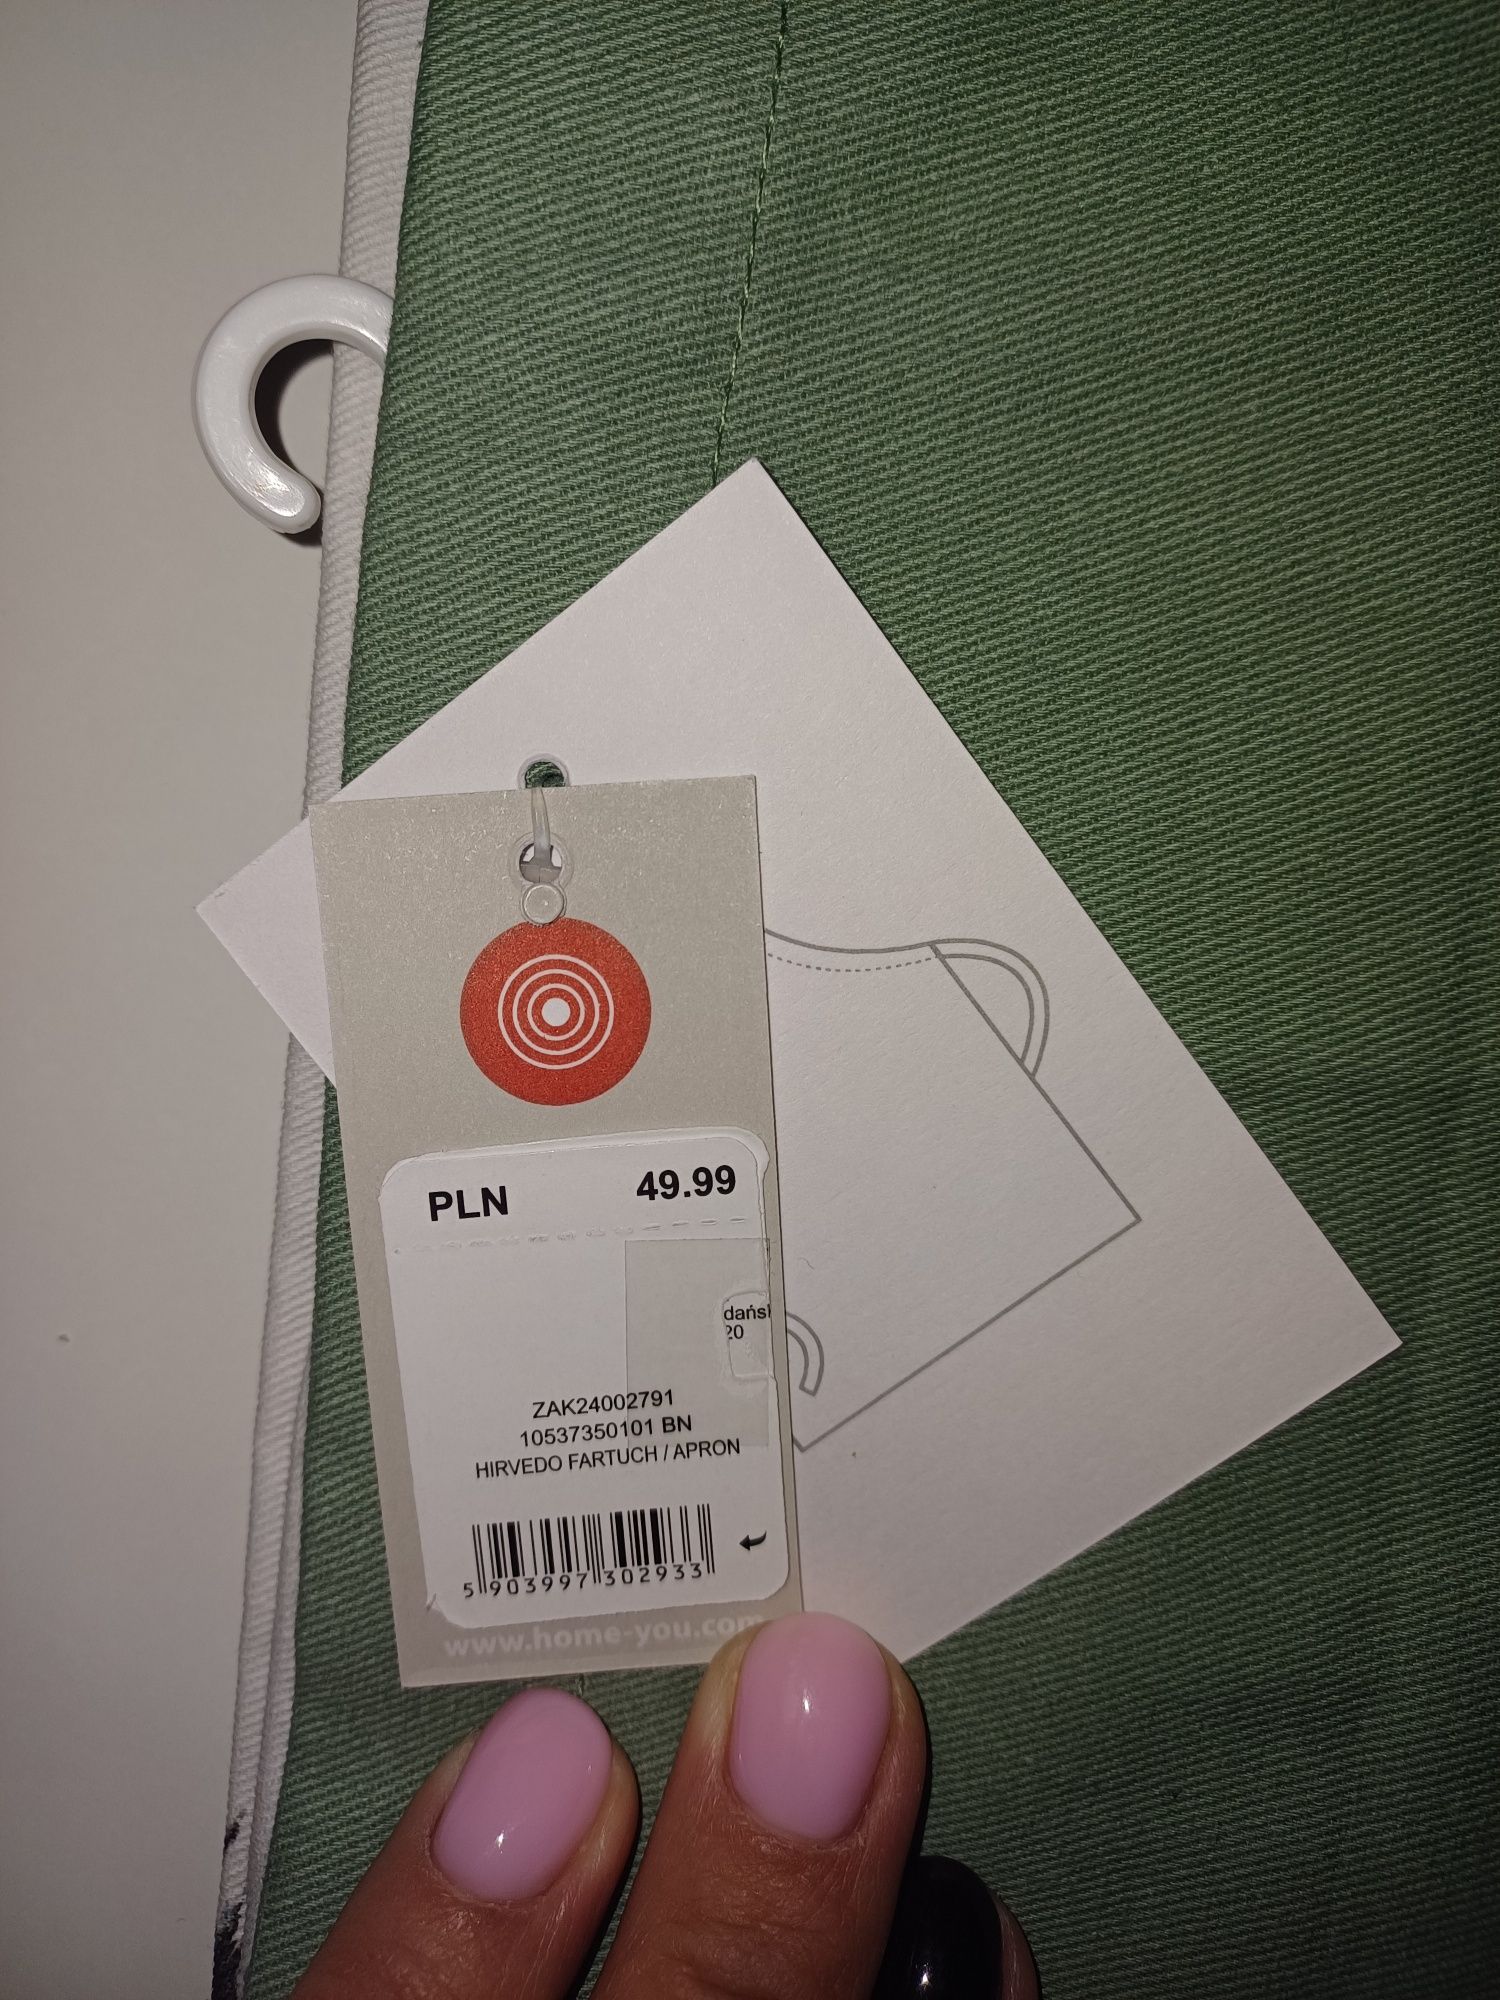 PLN 49.99
dańsk
20
ZAK24002791
10537350101 BN
HIRVEDO FARTUCH / APRON
5 903997 302933
www.home-you.com